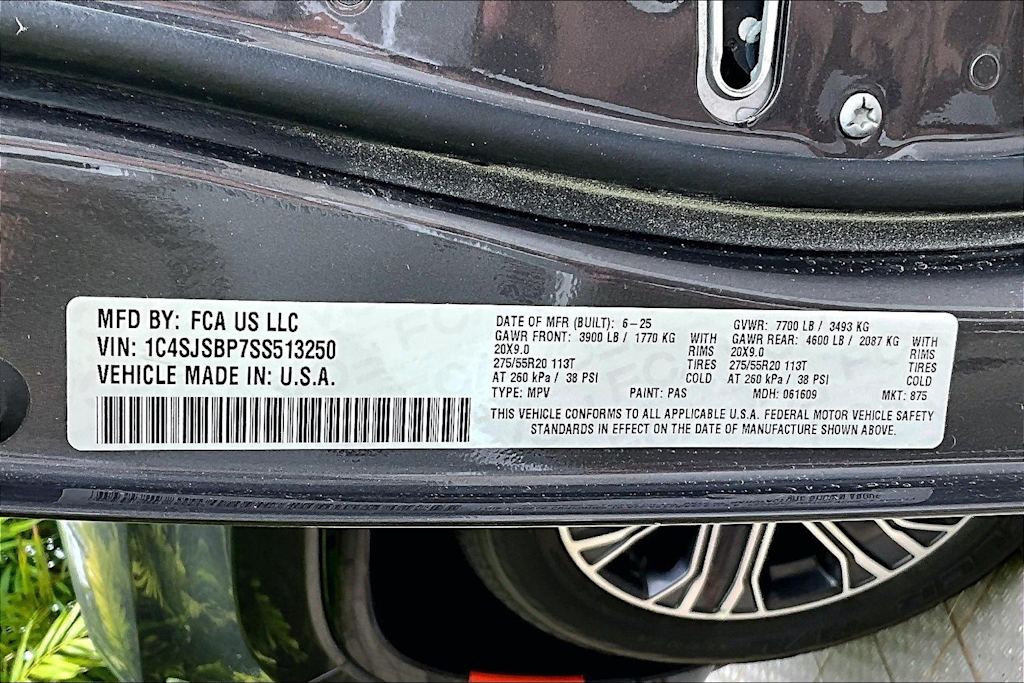 MFD BY: FCA US LLC
VIN: 1C4SJSBP7SS513250
VEHICLE MADE IN: U.S.A.
DATE OF MFR (BUILT): 6-25
GAWR FRONT: 3900 LB / 1770 KG WITH
20X9.0 RIMS
275/55R20 113T TIRES
AT 260 kPa / 38 PSI COLD
GVWR: 7700 LB / 3493 KG
GAWR REAR: 4600 LB / 2087 KG WITH
20X9.0 RIMS
275/55R20 113T TIRES
AT 260 kPa / 38 PSI COLD
TYPE: MPV PAINT: PAS MDH: 061609 MKT: 875
THIS VEHICLE CONFORMS TO ALL APPLICABLE U.S.A. FEDERAL MOTOR VEHICLE SAFETY
STANDARDS IN EFFECT ON THE DATE OF MANUFACTURE SHOWN ABOVE.